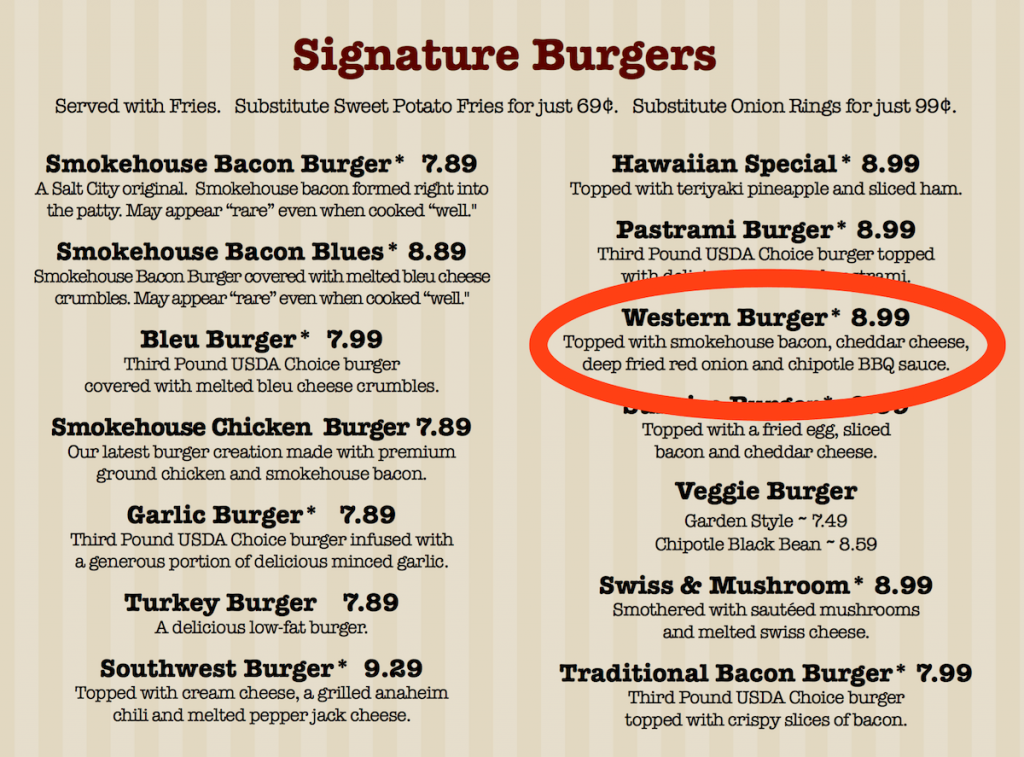 Signature Burgers
Served with Fries. Substitute Sweet Potato Fries for just 69¢. Substitute Onion Rings for just 99¢.
Smokehouse Bacon Burger* 7.89
A Salt City original. Smokehouse bacon formed right into
the patty. May appear “rare” even when cooked “well."
Smokehouse Bacon Blues* 8.89
Smokehouse Bacon Burger covered with melted bleu cheese
crumbles. May appear “rare” even when cooked “well."
Bleu Burger* 7.99
Third Pound USDA Choice burger
covered with melted bleu cheese crumbles.
Smokehouse Chicken Burger 7.89
Our latest burger creation made with premium
ground chicken and smokehouse bacon.
Garlic Burger* 7.89
Third Pound USDA Choice burger infused with
a generous portion of delicious minced garlic.
Turkey Burger 7.89
A delicious low-fat burger.
Southwest Burger* 9.29
Topped with cream cheese, a grilled anaheim
chili and melted pepper jack cheese.
Hawaiian Special* 8.99
Topped with teriyaki pineapple and sliced ham.
Pastrami Burger* 8.99
Third Pound USDA Choice burger topped
with pastrami.
Western Burger* 8.99
Topped with smokehouse bacon, cheddar cheese,
deep fried red onion and chipotle BBQ sauce.
Burger*
Topped with a fried egg, sliced
bacon and cheddar cheese.
Veggie Burger
Garden Style ~ 7.49
Chipotle Black Bean ~ 8.59
Swiss & Mushroom* 8.99
Smothered with sautéed mushrooms
and melted swiss cheese.
Traditional Bacon Burger* 7.99
Third Pound USDA Choice burger
topped with crispy slices of bacon.